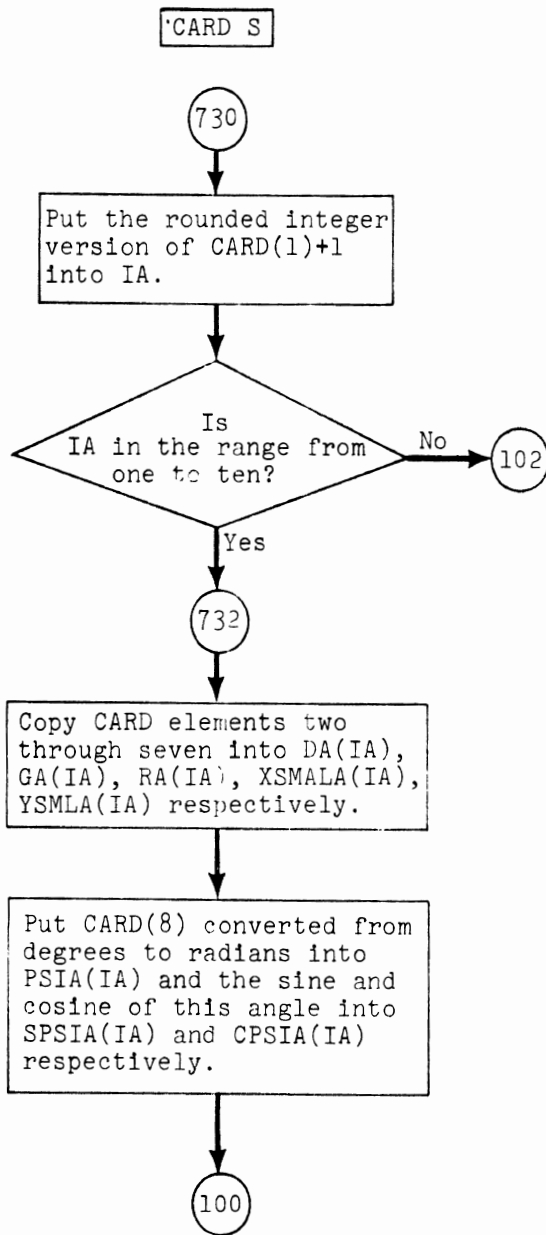 CARD S
730
Put the rounded integer
version of CARD(1)+1
into IA.
Is
IA in the range from
one to ten?
No
102
Yes
732
Copy CARD elements two
through seven into DA(IA),
GA(IA), RA(IA), XSMALA(IA),
YSMLA(IA) respectively.
Put CARD(8) converted from
degrees to radians into
PSIA(IA) and the sine and
cosine of this angle into
SPSIA(IA) and CPSIA(IA)
respectively.
100